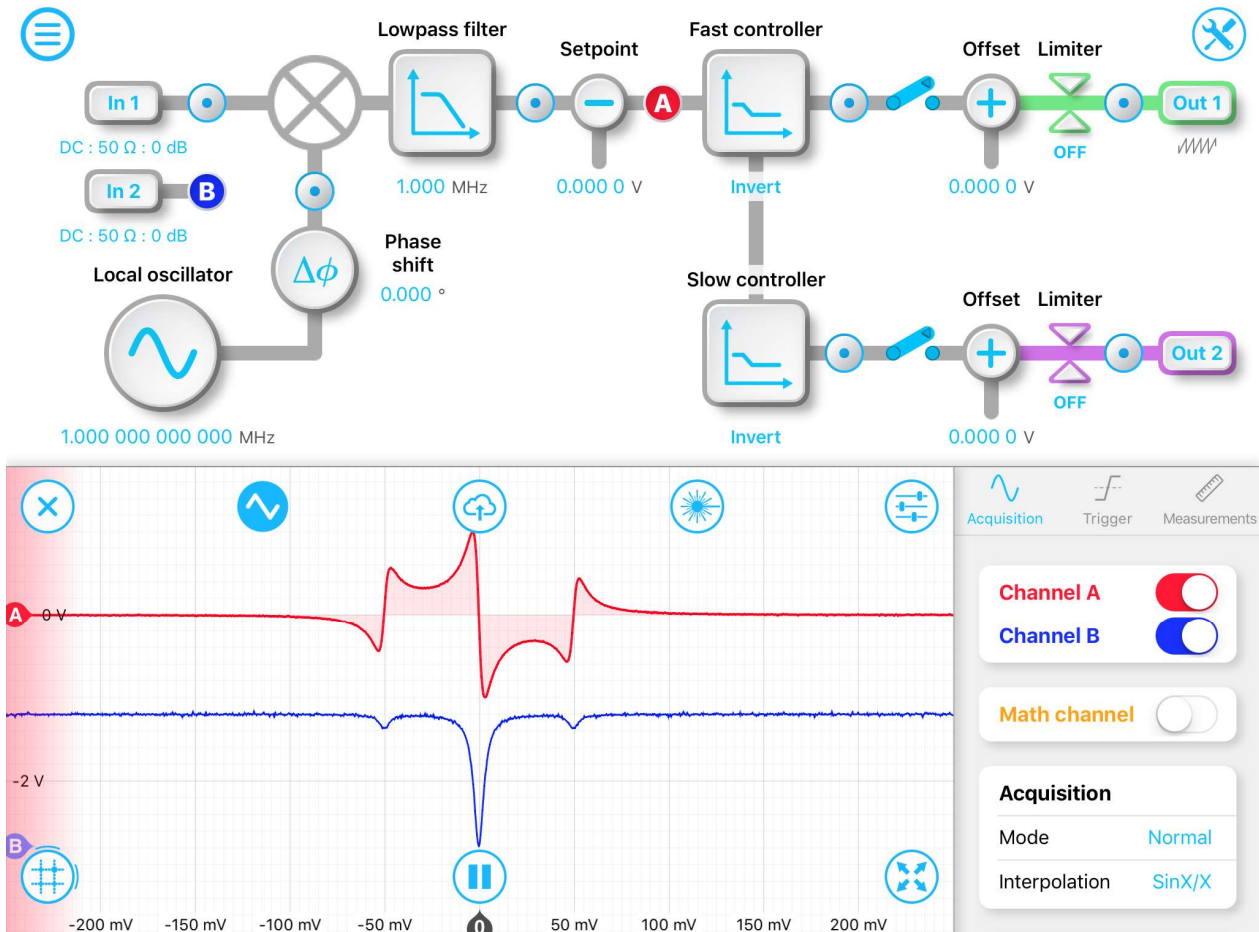 Lowpass filter
Setpoint
Fast controller
Offset
Limiter
In 1
A
Out 1
DC : 50 Ω : 0 dB
OFF
1.000 MHz
0.000 0 V
Invert
0.000 0 V
In 2
B
DC : 50 Ω : 0 dB
Phase
shift
Local oscillator
Δϕ
0.000 °
Slow controller
Offset
Limiter
Out 2
OFF
1.000 000 000 000 MHz
Invert
0.000 0 V
Acquisition
Trigger
Measurements
Channel A
A
0 V
Channel B
Math channel
-2 V
Acquisition
Mode
Normal
B
Interpolation
SinX/X
-200 mV
-150 mV
-100 mV
-50 mV
0
50 mV
100 mV
150 mV
200 mV